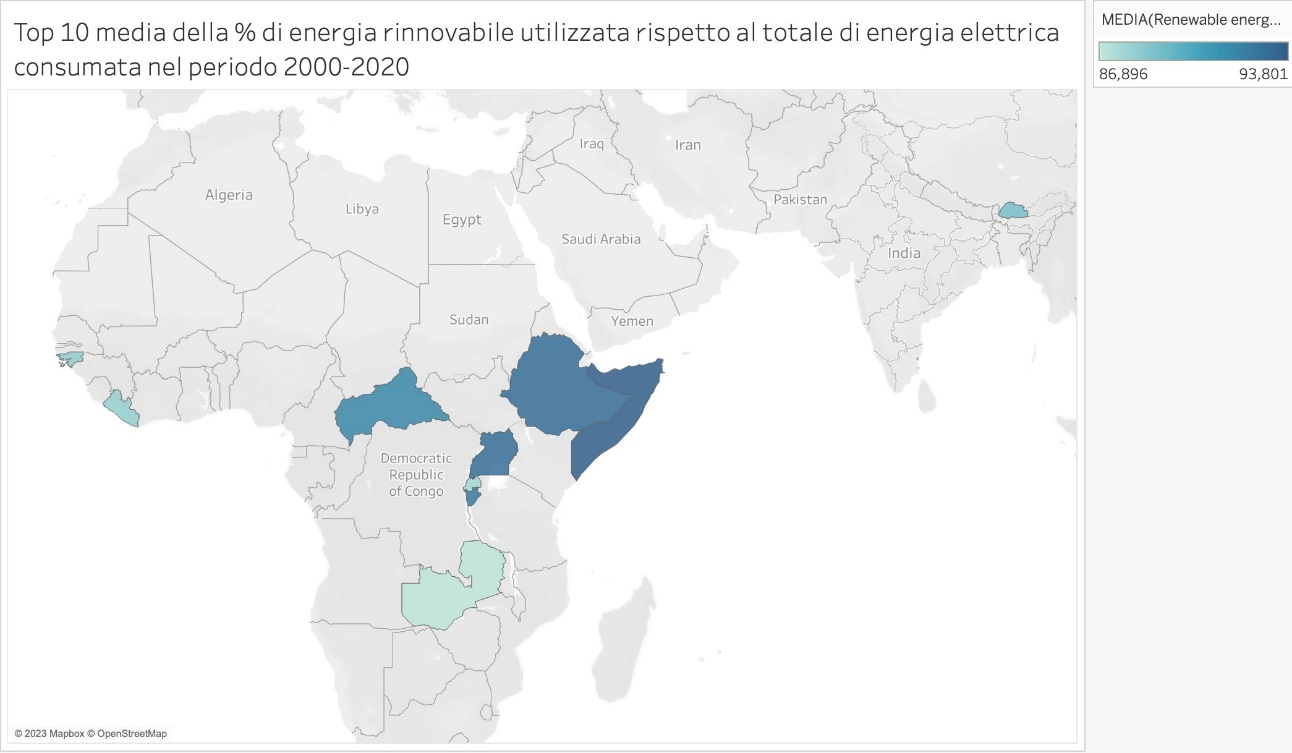 Top 10 media della % di energia rinnovabile utilizzata rispetto al totale di energia elettrica
consumata nel periodo 2000-2020
MEDIA(Renewable energ...
86,896 93,801
Iraq
Iran
Algeria
Libya
Egypt
Pakistan
Saudi Arabia
India
Sudan
Yemen
Democratic
Republic
of Congo
© 2023 Mapbox © OpenStreetMap